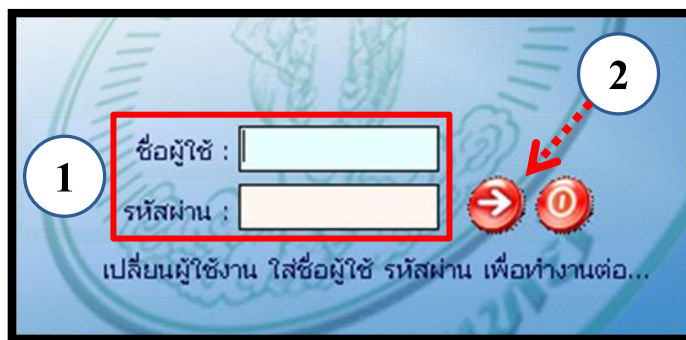 2
1
ชื่อผู้ใช้ :
รหัสผ่าน :
เปลี่ยนผู้ใช้งาน ใส่ชื่อผู้ใช้ รหัสผ่าน เพื่อทำงานต่อ...